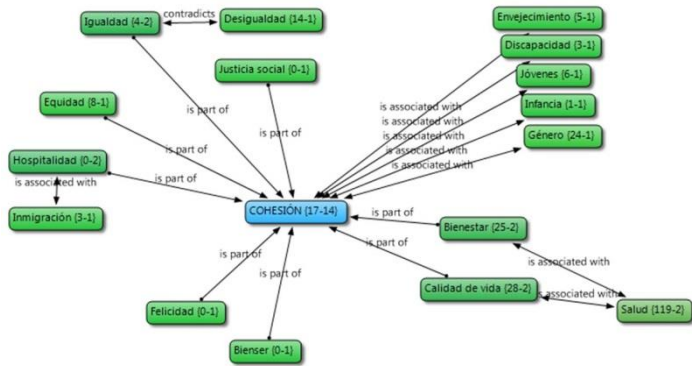 Igualdad {4-2}
contradicts
Desigualdad {14-1}
Envejecimiento {5-1}
Discapacidad {3-1}
Jóvenes {6-1}
Infancia {1-1}
Género {24-1}
Justicia social {0-1}
Equidad {8-1}
is part of
is part of
is part of
is associated with
is associated with
is associated with
is associated with
is associated with
Hospitalidad {0-2}
is associated with
is part of
Inmigración {3-1}
COHESIÓN {17-14}
is part of
Bienestar {25-2}
is part of
is associated with
is part of
is part of
Calidad de vida {28-2}
is associated with
Salud {119-2}
Felicidad {0-1}
Bienser {0-1}